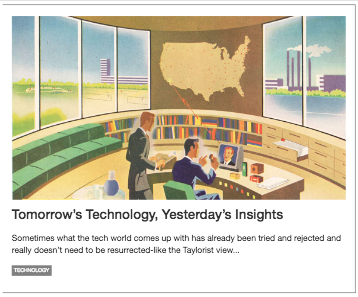 Tomorrow's Technology, Yesterday's Insights
Sometimes what the tech world comes up with has already been tried and rejected and
really doesn't need to be resurrected-like the Taylorist view...
TECHNOLOGY